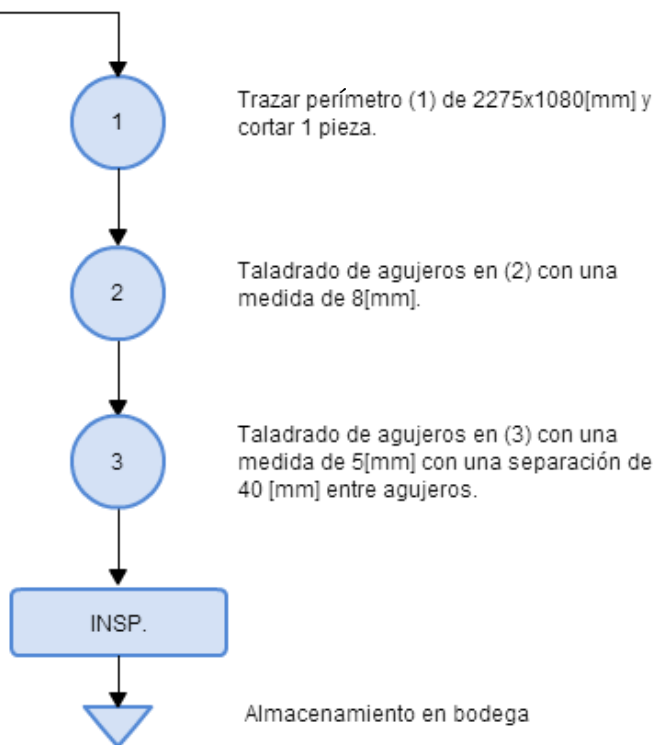 1
Trazar perímetro (1) de 2275x1080[mm] y
cortar 1 pieza.
2
Taladrado de agujeros en (2) con una
medida de 8[mm].
3
Taladrado de agujeros en (3) con una
medida de 5[mm] con una separación de
40 [mm] entre agujeros.
INSP.
Almacenamiento en bodega